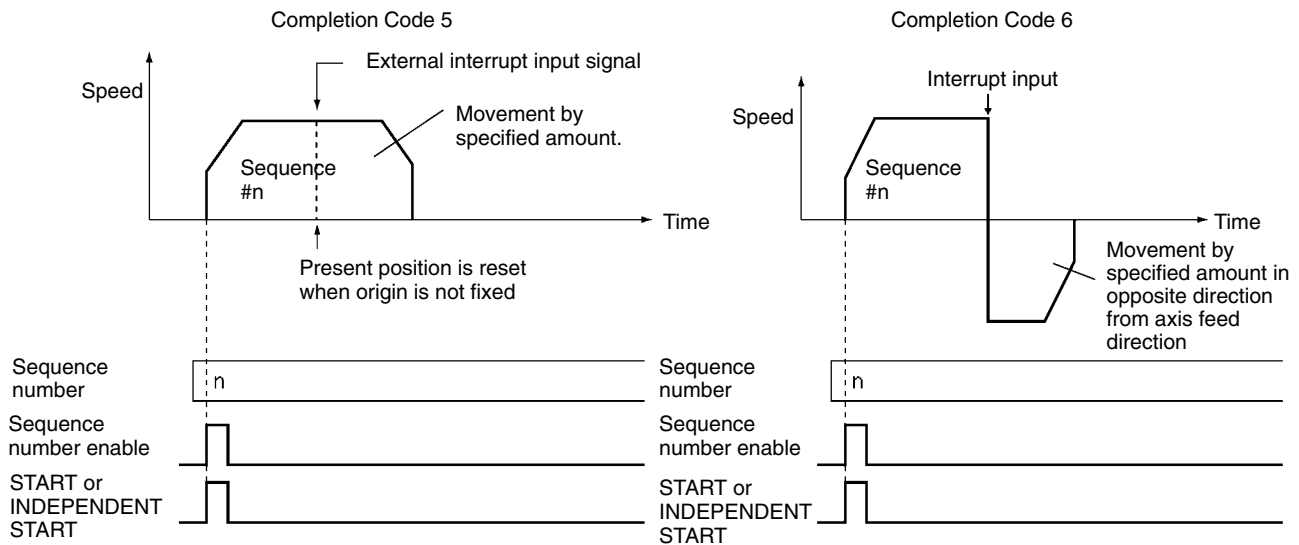 Completion Code 5
External interrupt input signal
Speed
Movement by
specified amount.
Sequence
#n
Time
Present position is reset
when origin is not fixed
Sequence
number
n
Sequence
number enable
START or
INDEPENDENT
START
Completion Code 6
Interrupt input
Speed
Sequence
#n
Time
Movement by
specified amount in
opposite direction
from axis feed
direction
Sequence
number
n
Sequence
number enable
START or
INDEPENDENT
START